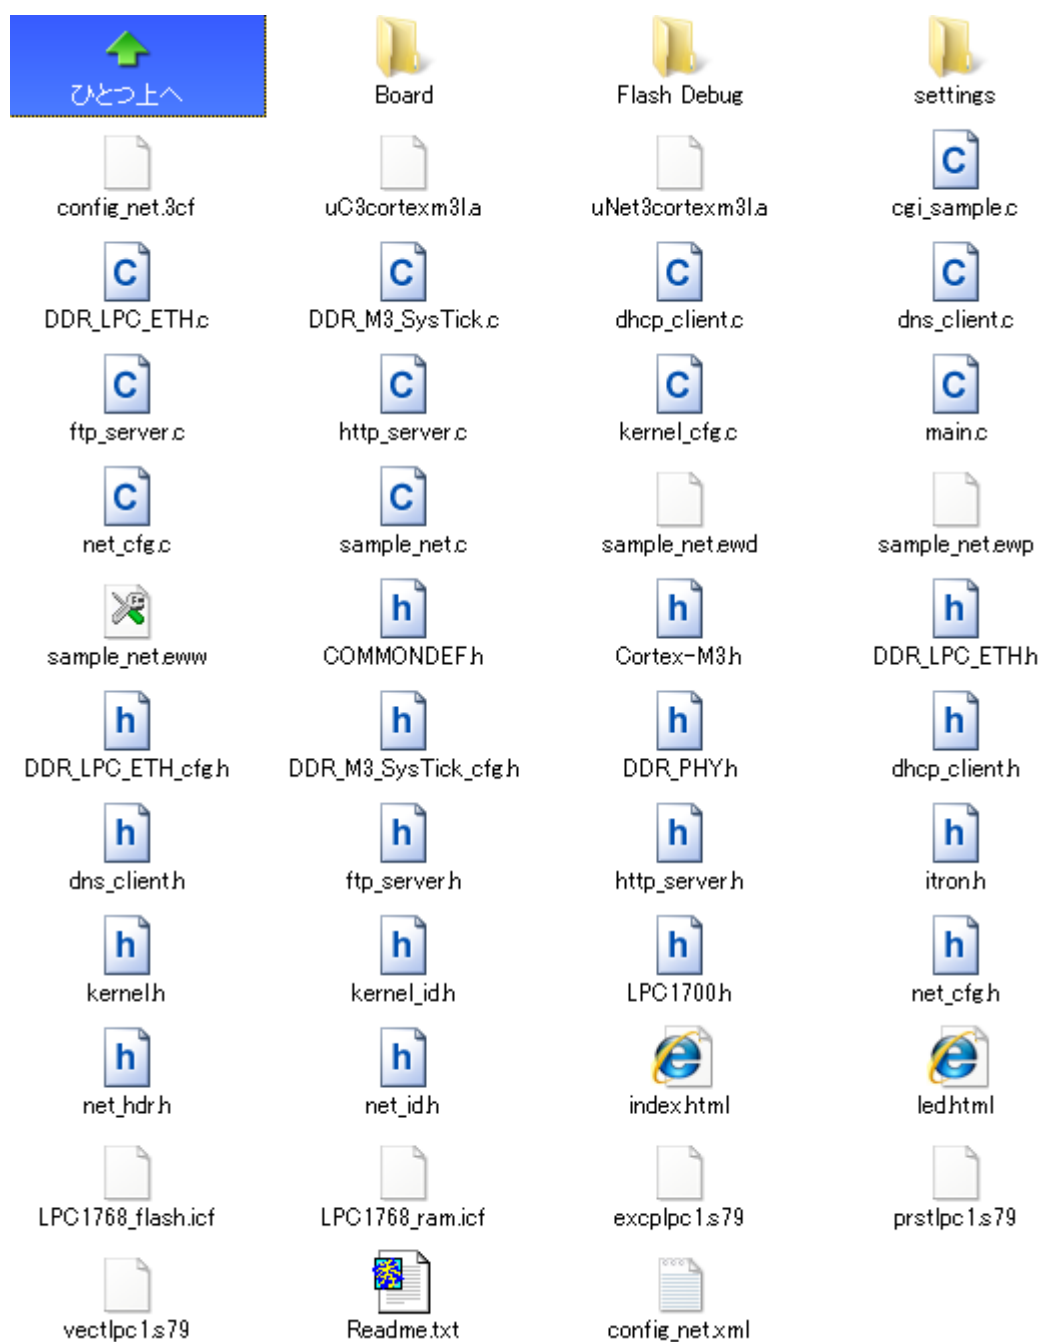 ひとつ上へ Board Flash Debug settings
config_net.3cf uC3cortexm3l.a uNet3cortexm3l.a cgi_sample.c
DDR_LPC_ETH.c DDR_M3_SysTick.c dhcp_client.c dns_client.c
ftp_server.c http_server.c kernel_cfg.c main.c
net_cfg.c sample_net.c sample_net.ewd sample_net.ewp
sample_net.eww COMMONDEF.h Cortex-M3.h DDR_LPC_ETH.h
DDR_LPC_ETH_cfg.h DDR_M3_SysTick_cfg.h DDR_PHY.h dhcp_client.h
dns_client.h ftp_server.h http_server.h itron.h
kernel.h kernel_id.h LPC1700.h net_cfg.h
net_hdr.h net_id.h index.html led.html
LPC1768_flash.icf LPC1768_ram.icf excplpc1.s79 prstlpc1.s79
vectlpc1.s79 Readme.txt config_net.xml